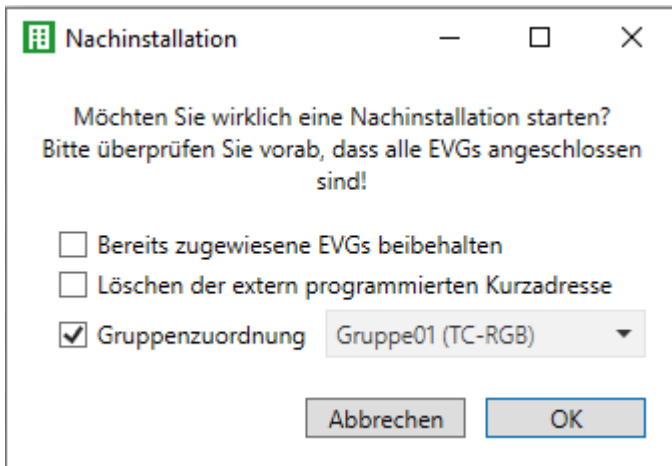 Nachinstallation
Möchten Sie wirklich eine Nachinstallation starten?
Bitte überprüfen Sie vorab, dass alle EVGs angeschlossen
sind!
Bereits zugewiesene EVGs beibehalten
Löschen der extern programmierten Kurzadresse
Gruppenzuordnung Gruppe01 (TC-RGB)
Abbrechen OK